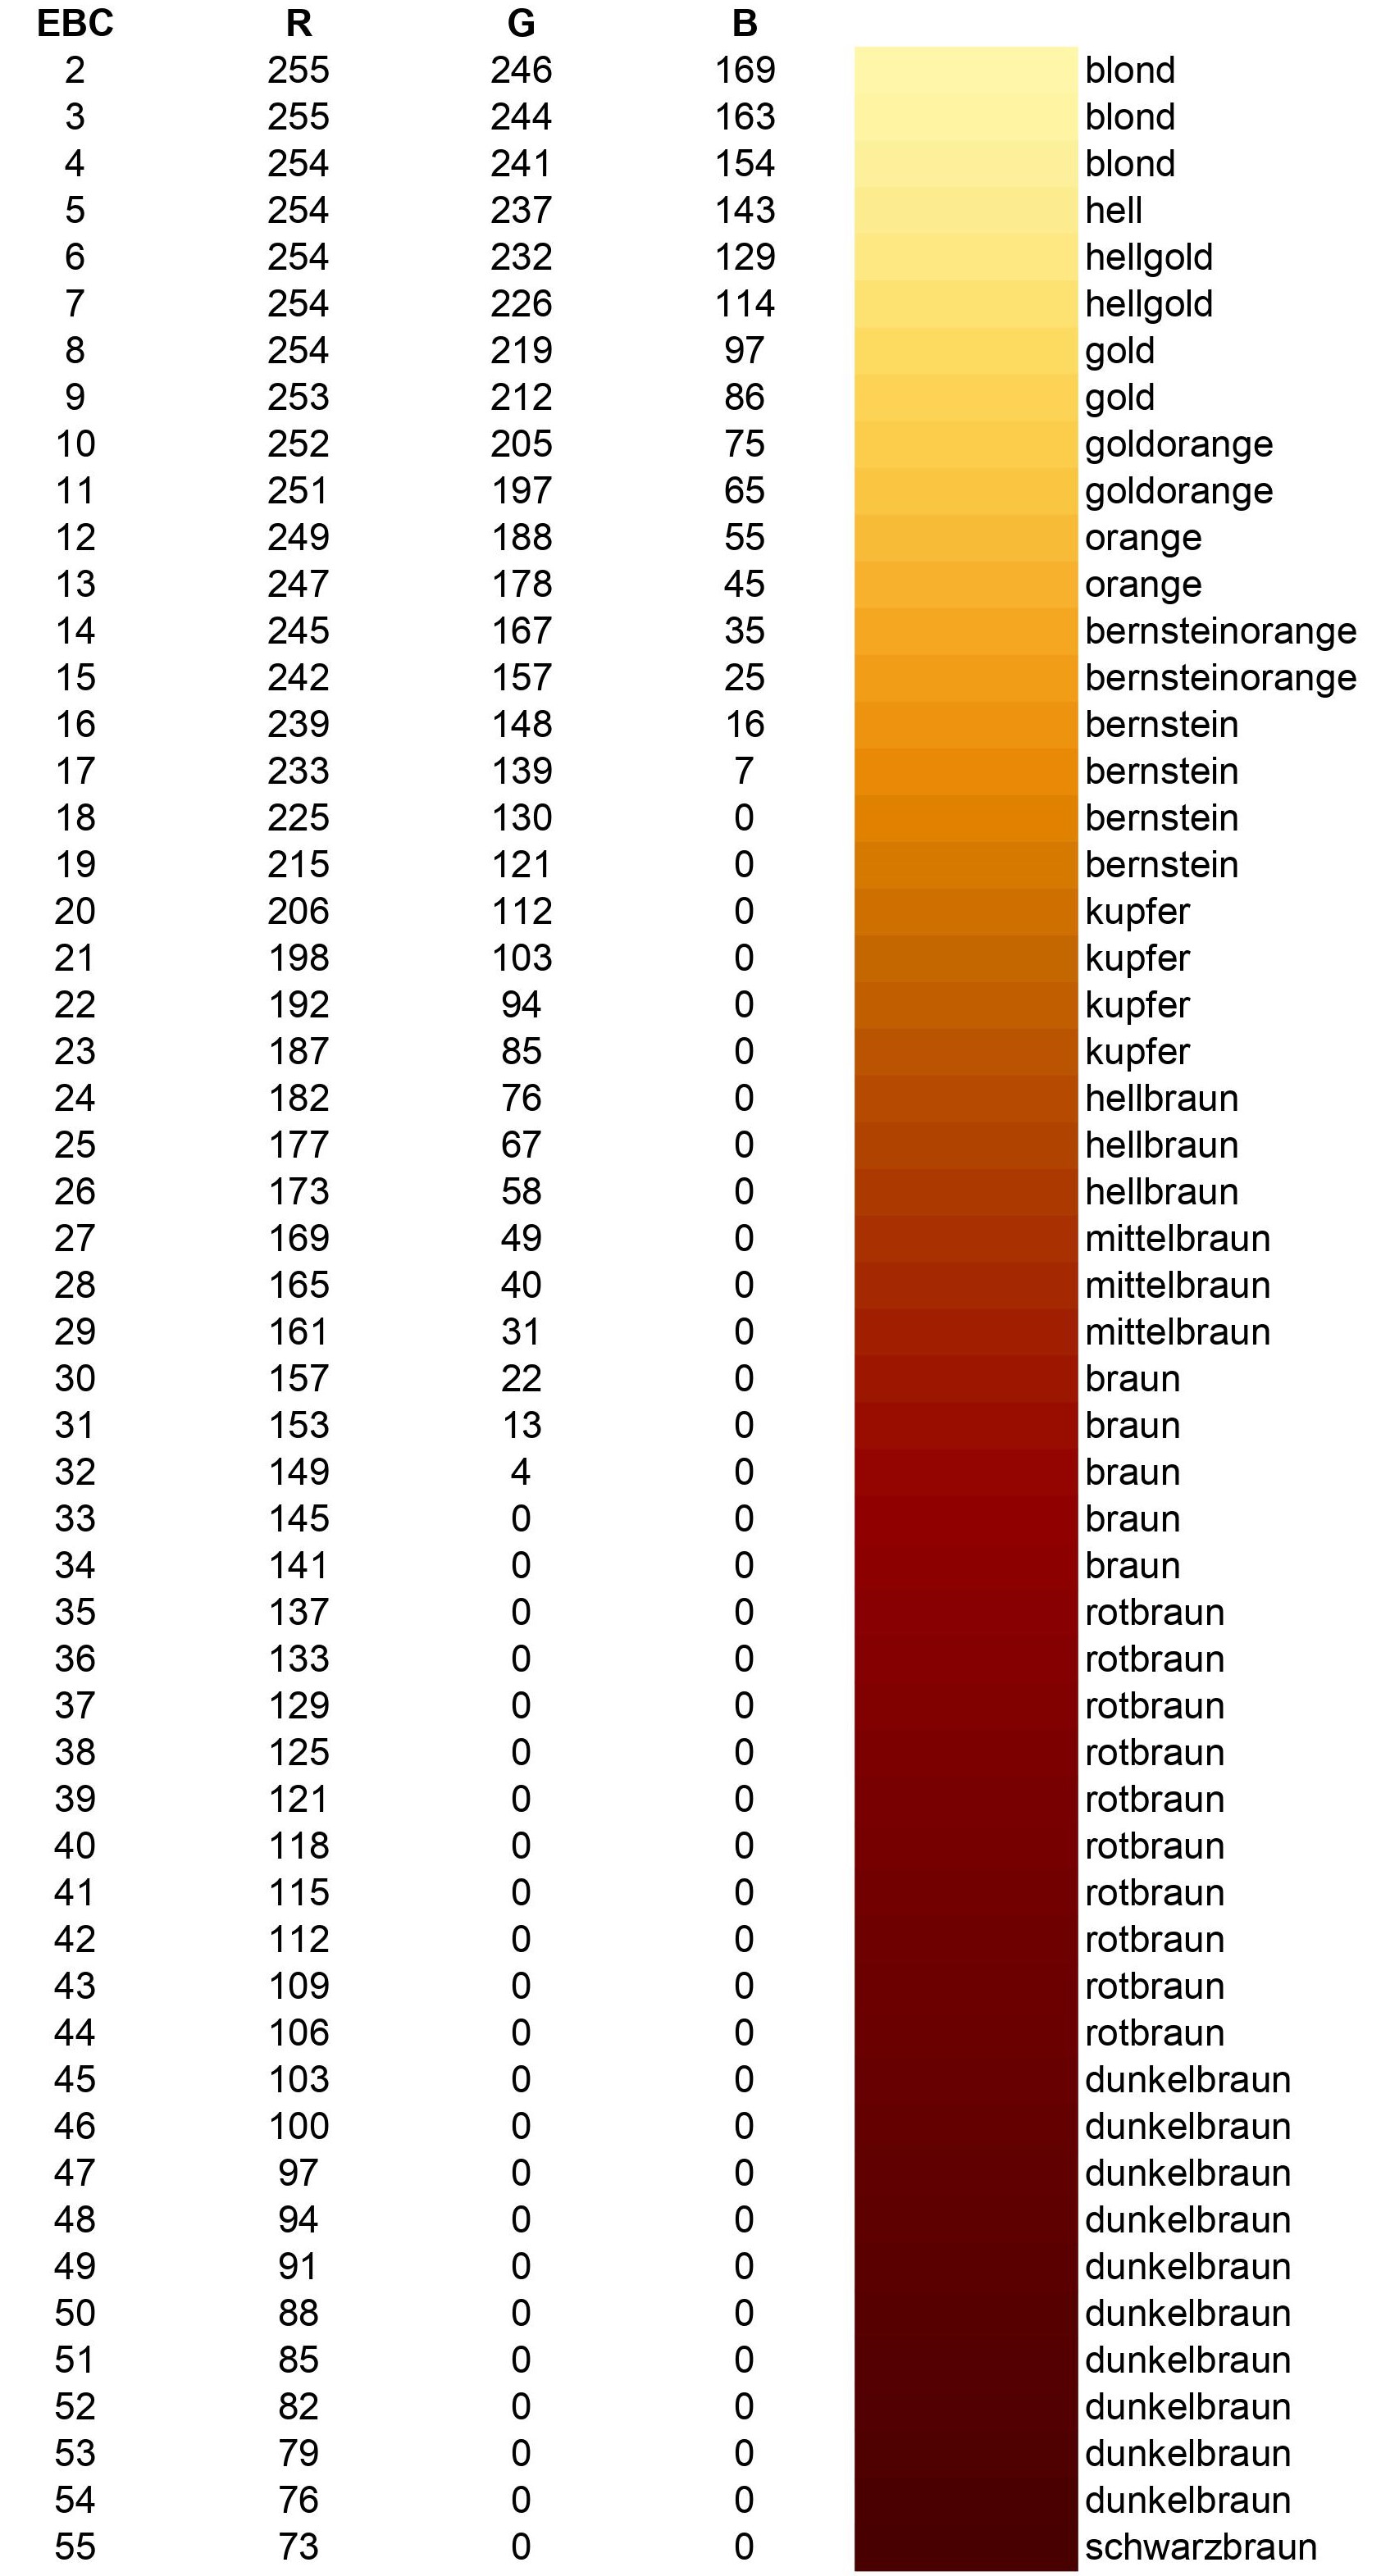 EBC R G B
2 255 246 169 blond
3 255 244 163 blond
4 254 241 154 blond
5 254 237 143 hell
6 254 232 129 hellgold
7 254 226 114 hellgold
8 254 219 97 gold
9 253 212 86 gold
10 252 205 75 goldorange
11 251 197 65 goldorange
12 249 188 55 orange
13 247 178 45 orange
14 245 167 35 bernsteinorange
15 242 157 25 bernsteinorange
16 239 148 16 bernstein
17 233 139 7 bernstein
18 225 130 0 bernstein
19 215 121 0 bernstein
20 206 112 0 kupfer
21 198 103 0 kupfer
22 192 94 0 kupfer
23 187 85 0 kupfer
24 182 76 0 hellbraun
25 177 67 0 hellbraun
26 173 58 0 hellbraun
27 169 49 0 mittelbraun
28 165 40 0 mittelbraun
29 161 31 0 mittelbraun
30 157 22 0 braun
31 153 13 0 braun
32 149 4 0 braun
33 145 0 0 braun
34 141 0 0 braun
35 137 0 0 rotbraun
36 133 0 0 rotbraun
37 129 0 0 rotbraun
38 125 0 0 rotbraun
39 121 0 0 rotbraun
40 118 0 0 rotbraun
41 115 0 0 rotbraun
42 112 0 0 rotbraun
43 109 0 0 rotbraun
44 106 0 0 rotbraun
45 103 0 0 dunkelbraun
46 100 0 0 dunkelbraun
47 97 0 0 dunkelbraun
48 94 0 0 dunkelbraun
49 91 0 0 dunkelbraun
50 88 0 0 dunkelbraun
51 85 0 0 dunkelbraun
52 82 0 0 dunkelbraun
53 79 0 0 dunkelbraun
54 76 0 0 dunkelbraun
55 73 0 0 schwarzbraun